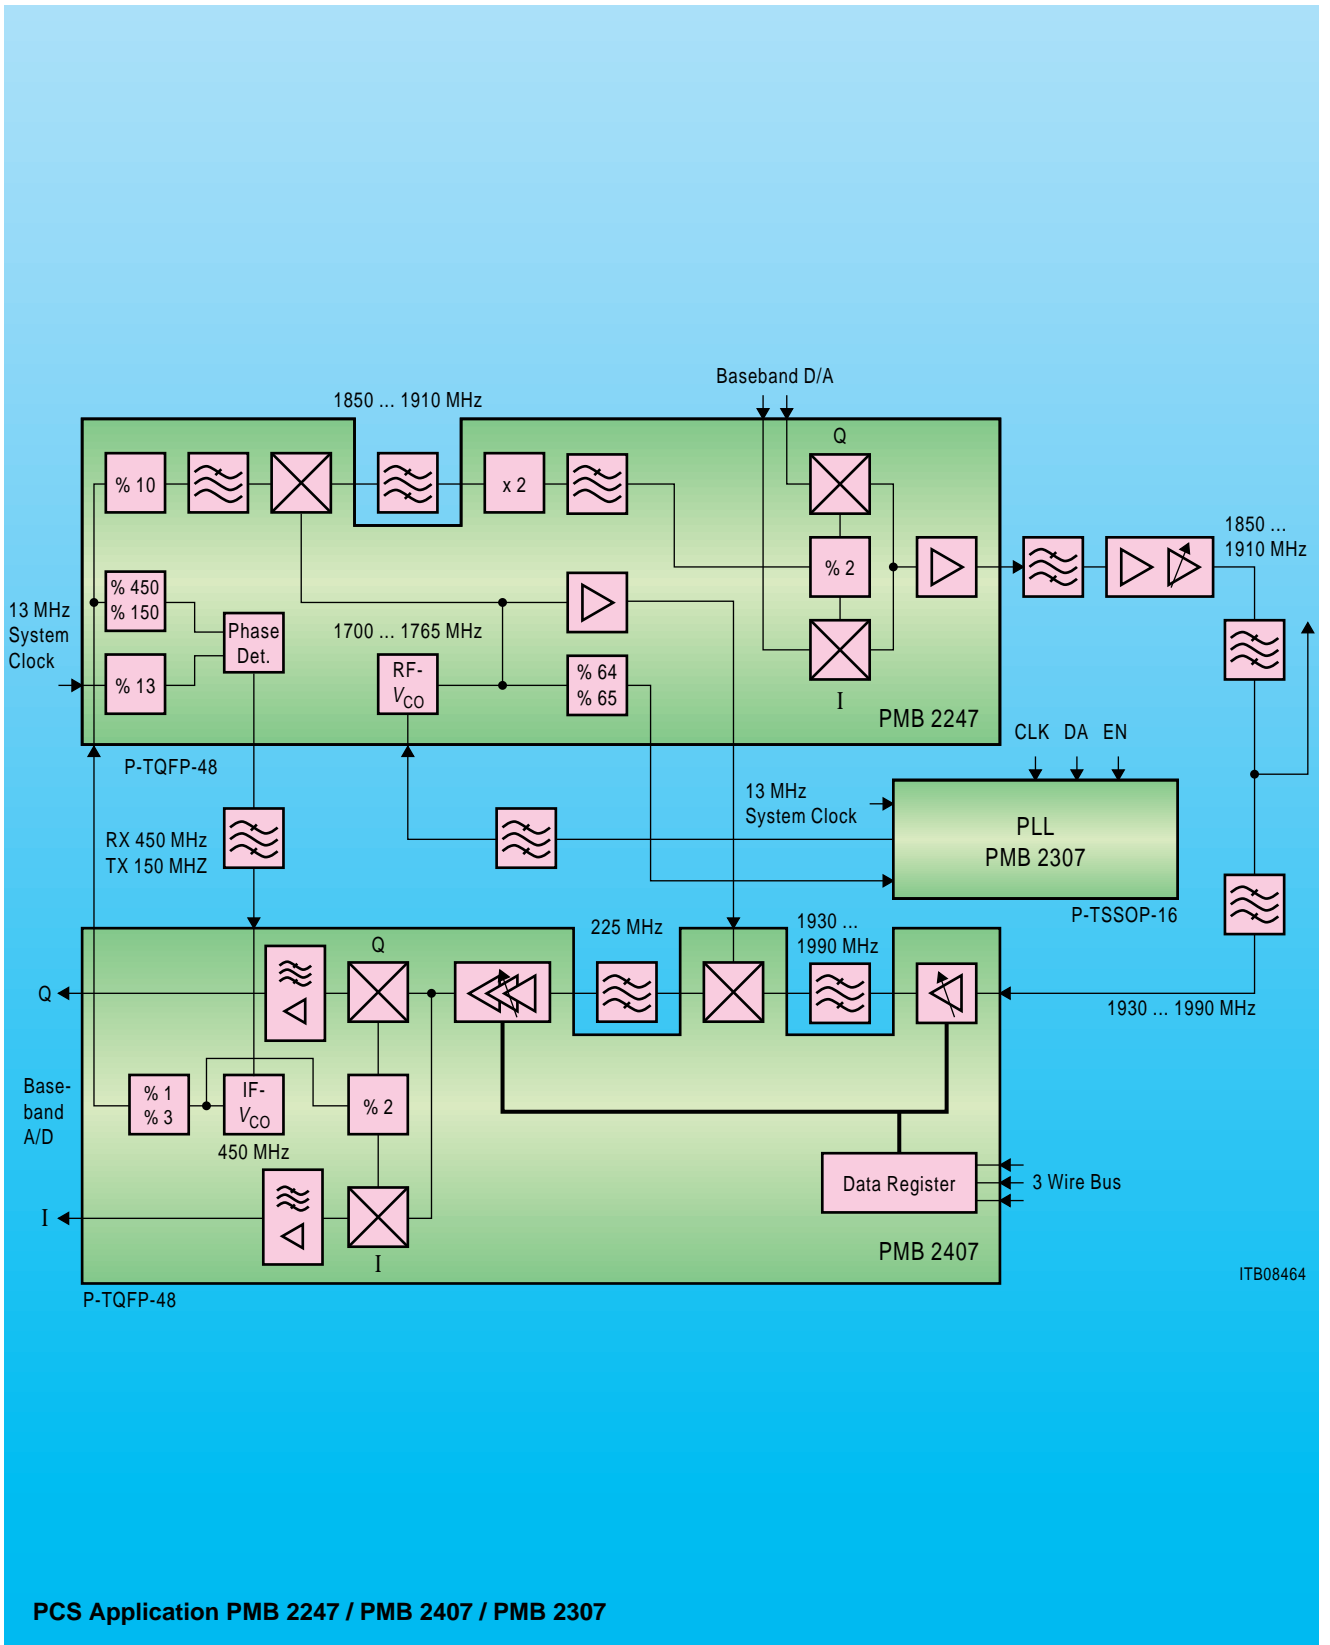 Baseband D/A
1850 ... 1910 MHz
Q
% 10
x 2
1850 ...
1910 MHz
% 2
% 450
% 150
13 MHz
System
Clock
Phase
Det.
1700 ... 1765 MHz
% 13
RF-
VCO
% 64
% 65
I
PMB 2247
P-TQFP-48
CLK DA EN
13 MHz
System Clock
PLL
PMB 2307
RX 450 MHz
TX 150 MHZ
P-TSSOP-16
225 MHz
1930 ...
1990 MHz
Q
Q
1930 ... 1990 MHz
Base-
band
A/D
% 1
% 3
IF-
VCO
% 2
450 MHz
Data Register
3 Wire Bus
I
I
PMB 2407
ITB08464
P-TQFP-48
PCS Application PMB 2247 / PMB 2407 / PMB 2307